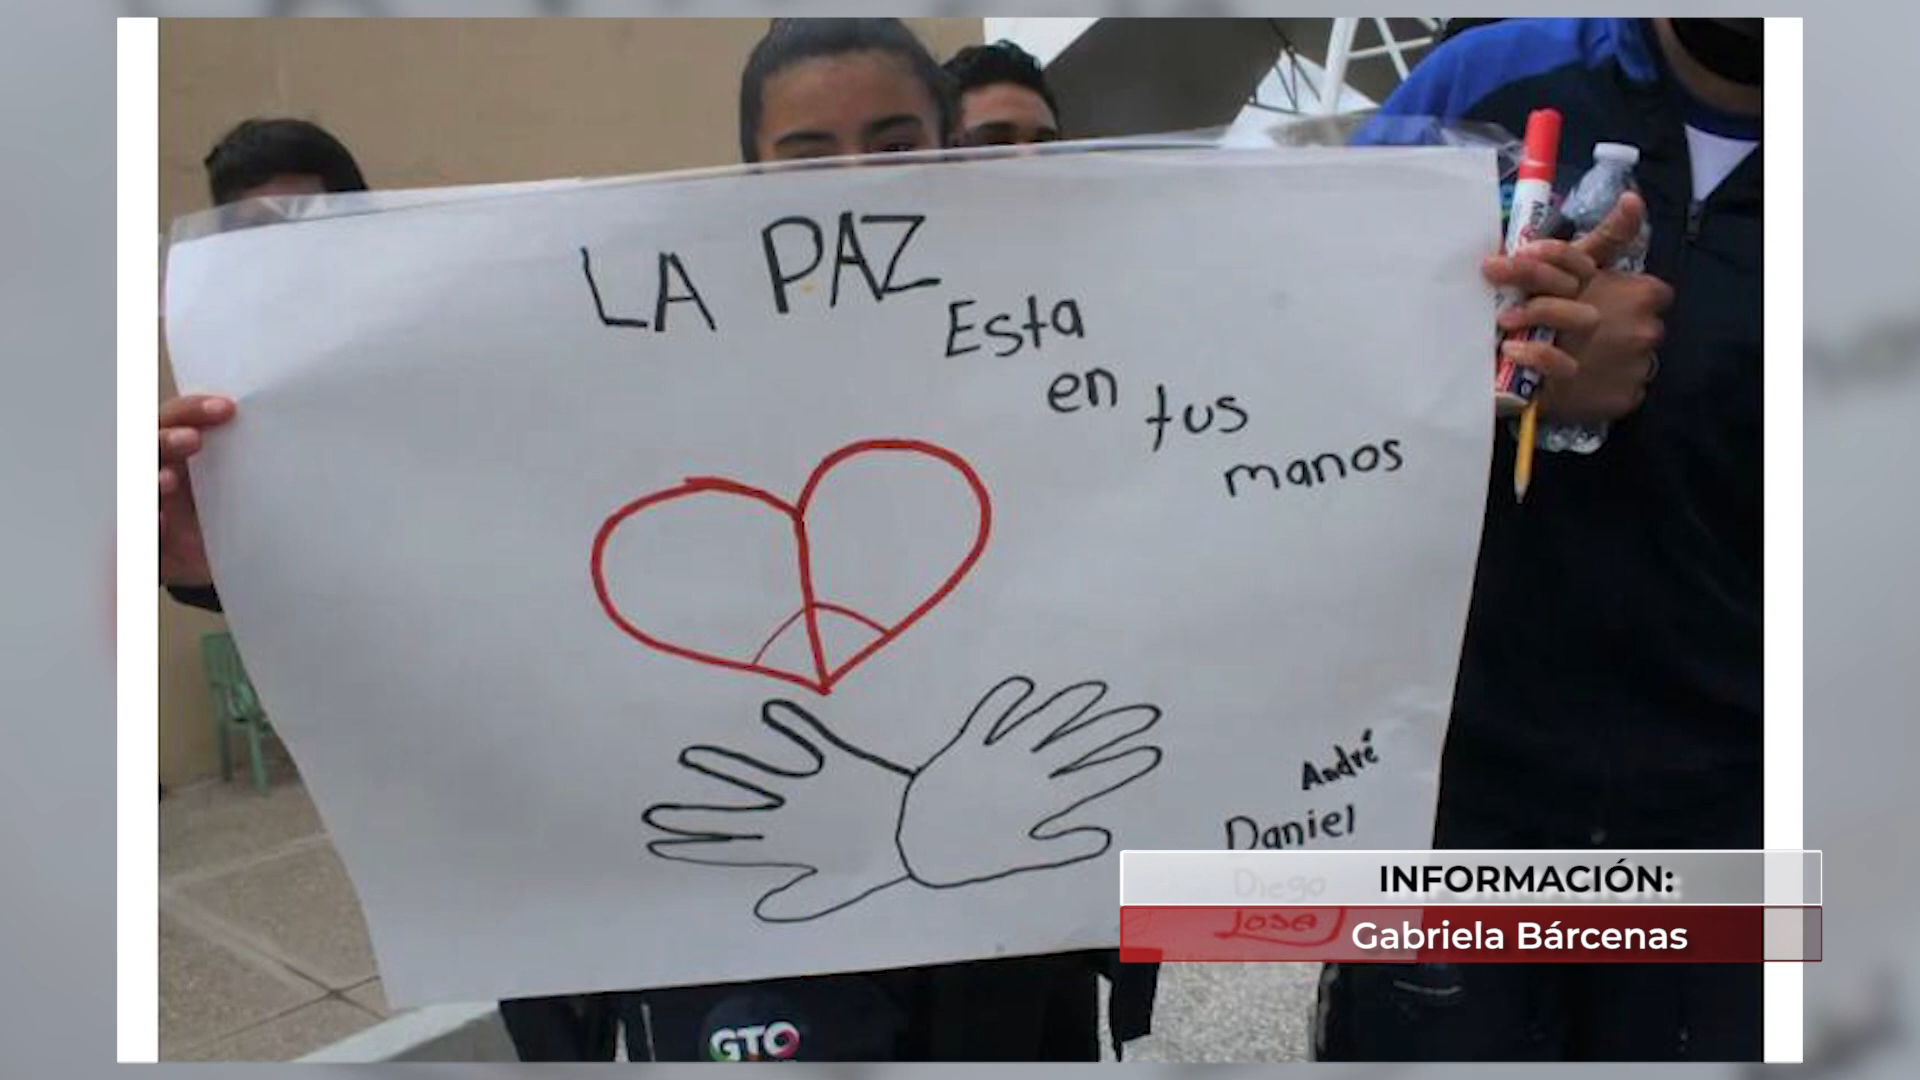 LA PAZ
Esta
en
tus
manos
André
Daniel
Diego
Jose
INFORMACIÓN:
Gabriela Bárcenas
GTO